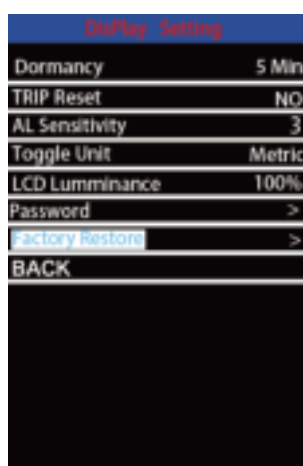 DisPlay Setting
Dormancy 5 Min
TRIP Reset NO
AL Sensitivity 3
Toggle Unit Metric
LCD Lumminance 100%
Password >
Factory Restore >
BACK